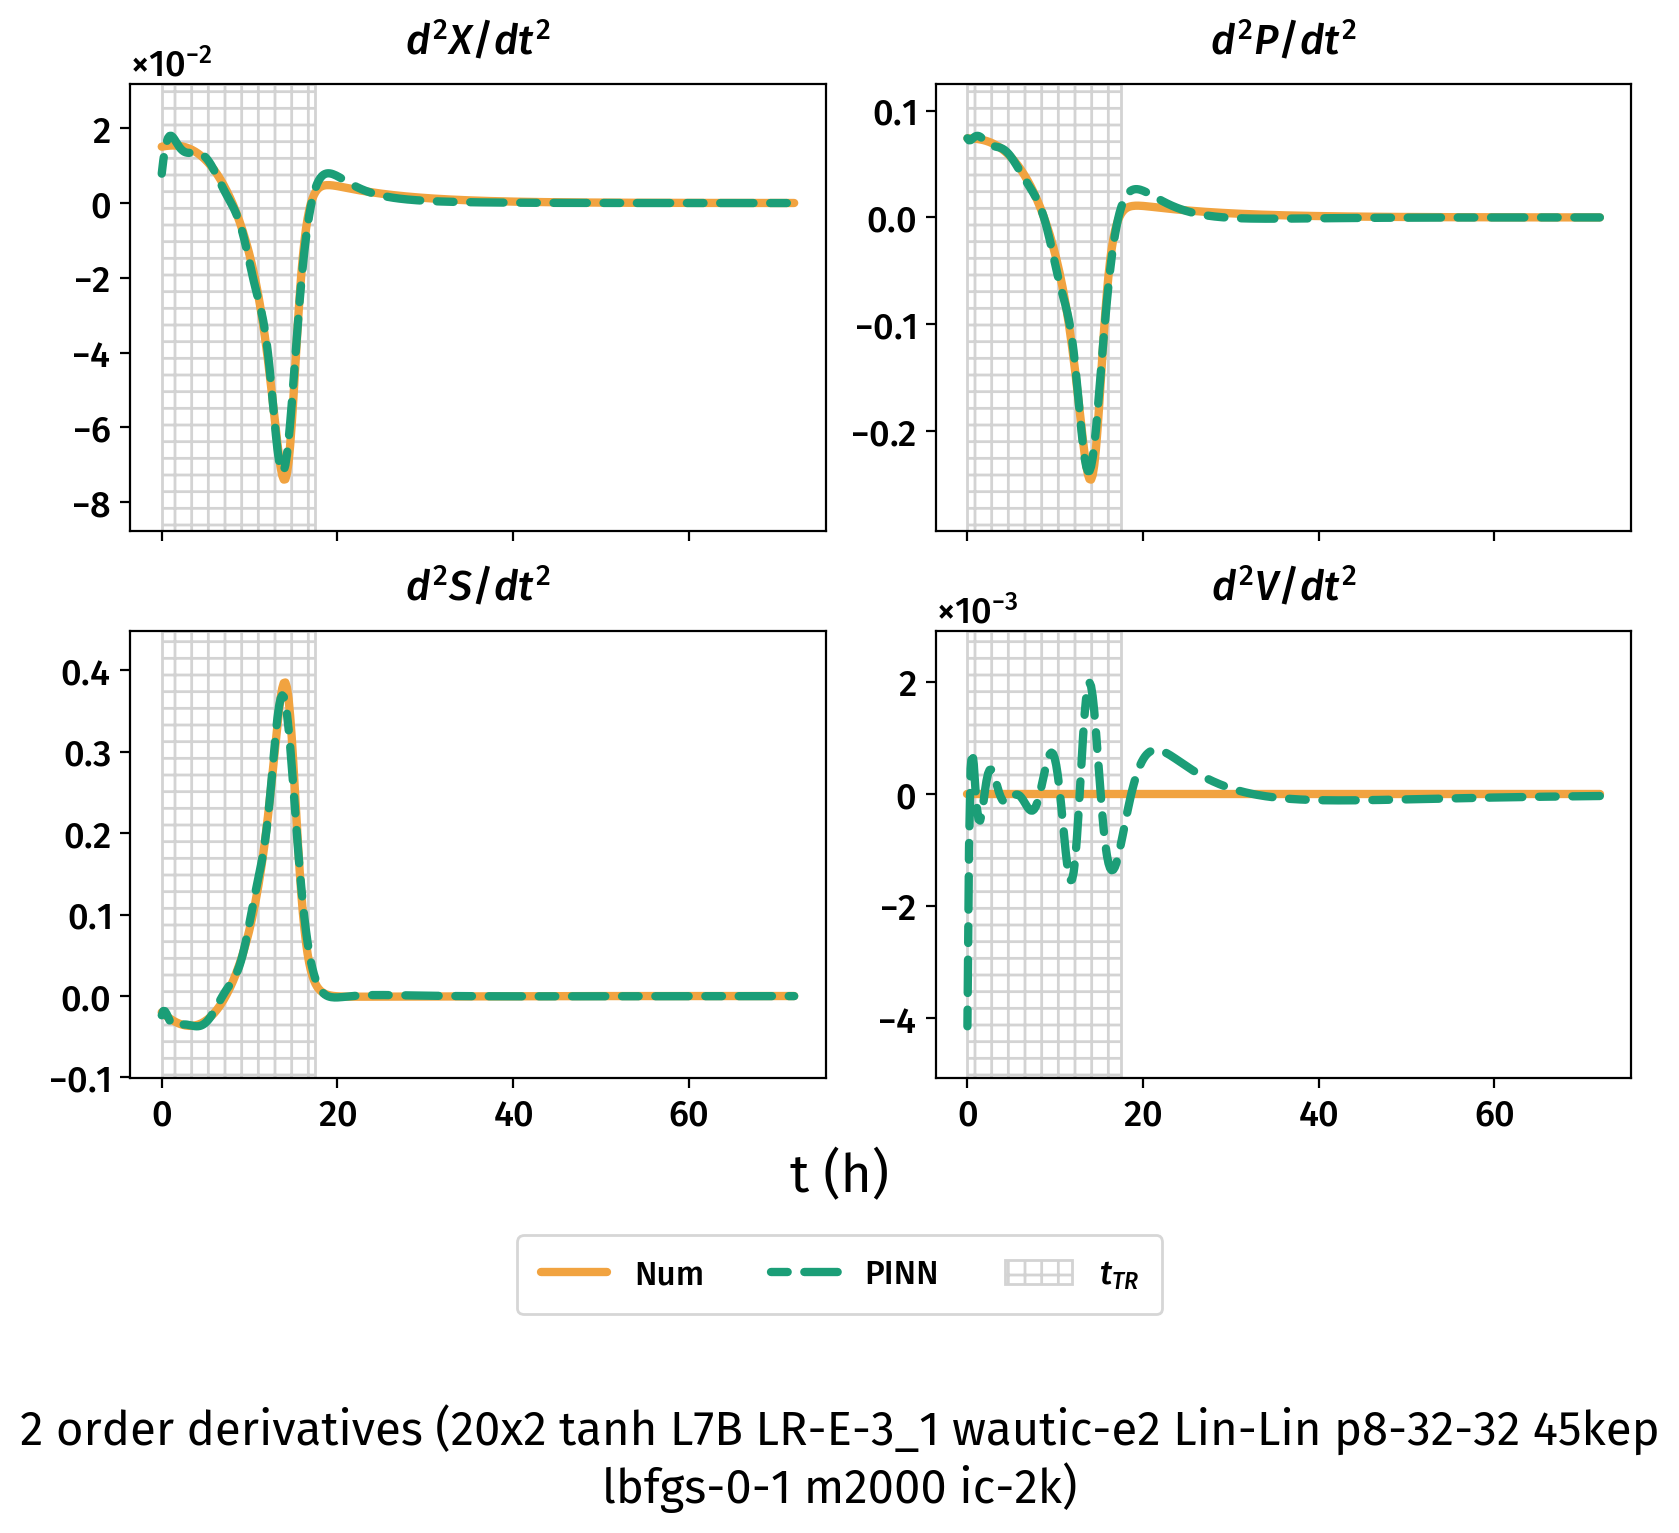 d²X/dt²
×10⁻²
2
0
−2
−4
−6
−8
d²P/dt²
0.1
0.0
−0.1
−0.2
d²S/dt²
0.4
0.3
0.2
0.1
0.0
−0.1
0 20 40 60
d²V/dt²
×10⁻³
2
0
−2
−4
0 20 40 60
t (h)
Num PINN t_TR
2 order derivatives (20x2 tanh L7B LR-E-3_1 wautic-e2 Lin-Lin p8-32-32 45kep
lbfgs-0-1 m2000 ic-2k)